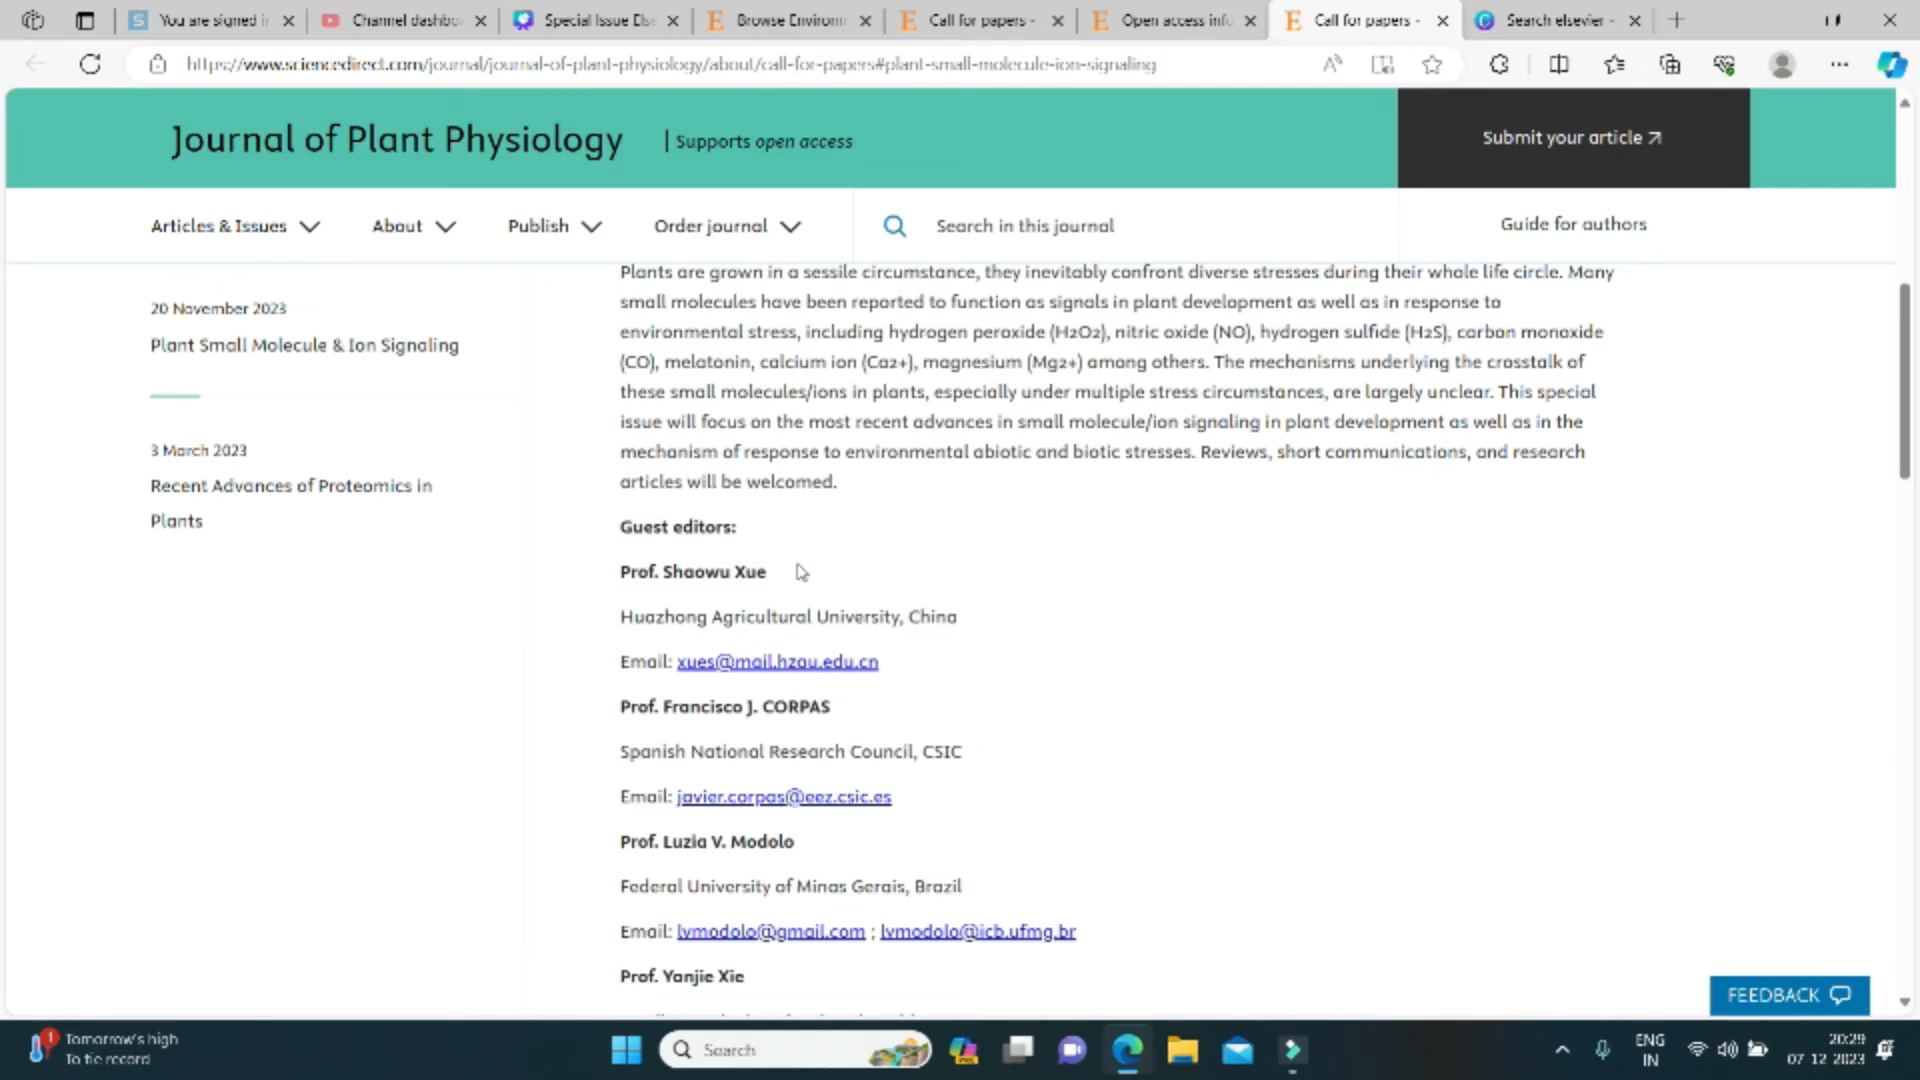 You are signed i
Channel dashbo
Special Issue Els
Browse Environm
Call for papers -
Open access info
Call for papers -
Search elsevier -
https://www.sciencedirect.com/journal/journal-of-plant-physiology/about/call-for-papers#plant-small-molecule-ion-signaling
Journal of Plant Physiology
Supports open access
Submit your article
Articles & Issues
About
Publish
Order journal
Search in this journal
Guide for authors
20 November 2023
Plant Small Molecule & Ion Signaling
3 March 2023
Recent Advances of Proteomics in
Plants
Plants are grown in a sessile circumstance, they inevitably confront diverse stresses during their whole life circle. Many
small molecules have been reported to function as signals in plant development as well as in response to
environmental stress, including hydrogen peroxide (H2O2), nitric oxide (NO), hydrogen sulfide (H2S), carbon monoxide
(CO), melatonin, calcium ion (Ca2+), magnesium (Mg2+) among others. The mechanisms underlying the crosstalk of
these small molecules/ions in plants, especially under multiple stress circumstances, are largely unclear. This special
issue will focus on the most recent advances in small molecule/ion signaling in plant development as well as in the
mechanism of response to environmental abiotic and biotic stresses. Reviews, short communications, and research
articles will be welcomed.
Guest editors:
Prof. Shaowu Xue
Huazhong Agricultural University, China
Email: xues@mail.hzau.edu.cn
Prof. Francisco J. CORPAS
Spanish National Research Council, CSIC
Email: javier.corpas@eez.csic.es
Prof. Luzia V. Modolo
Federal University of Minas Gerais, Brazil
Email: lvmodolo@gmail.com ; lvmodolo@icb.ufmg.br
Prof. Yanjie Xie
FEEDBACK
1
Tomorrow's high
To tie record
Search
ENG
IN
20:29
07-12-2023